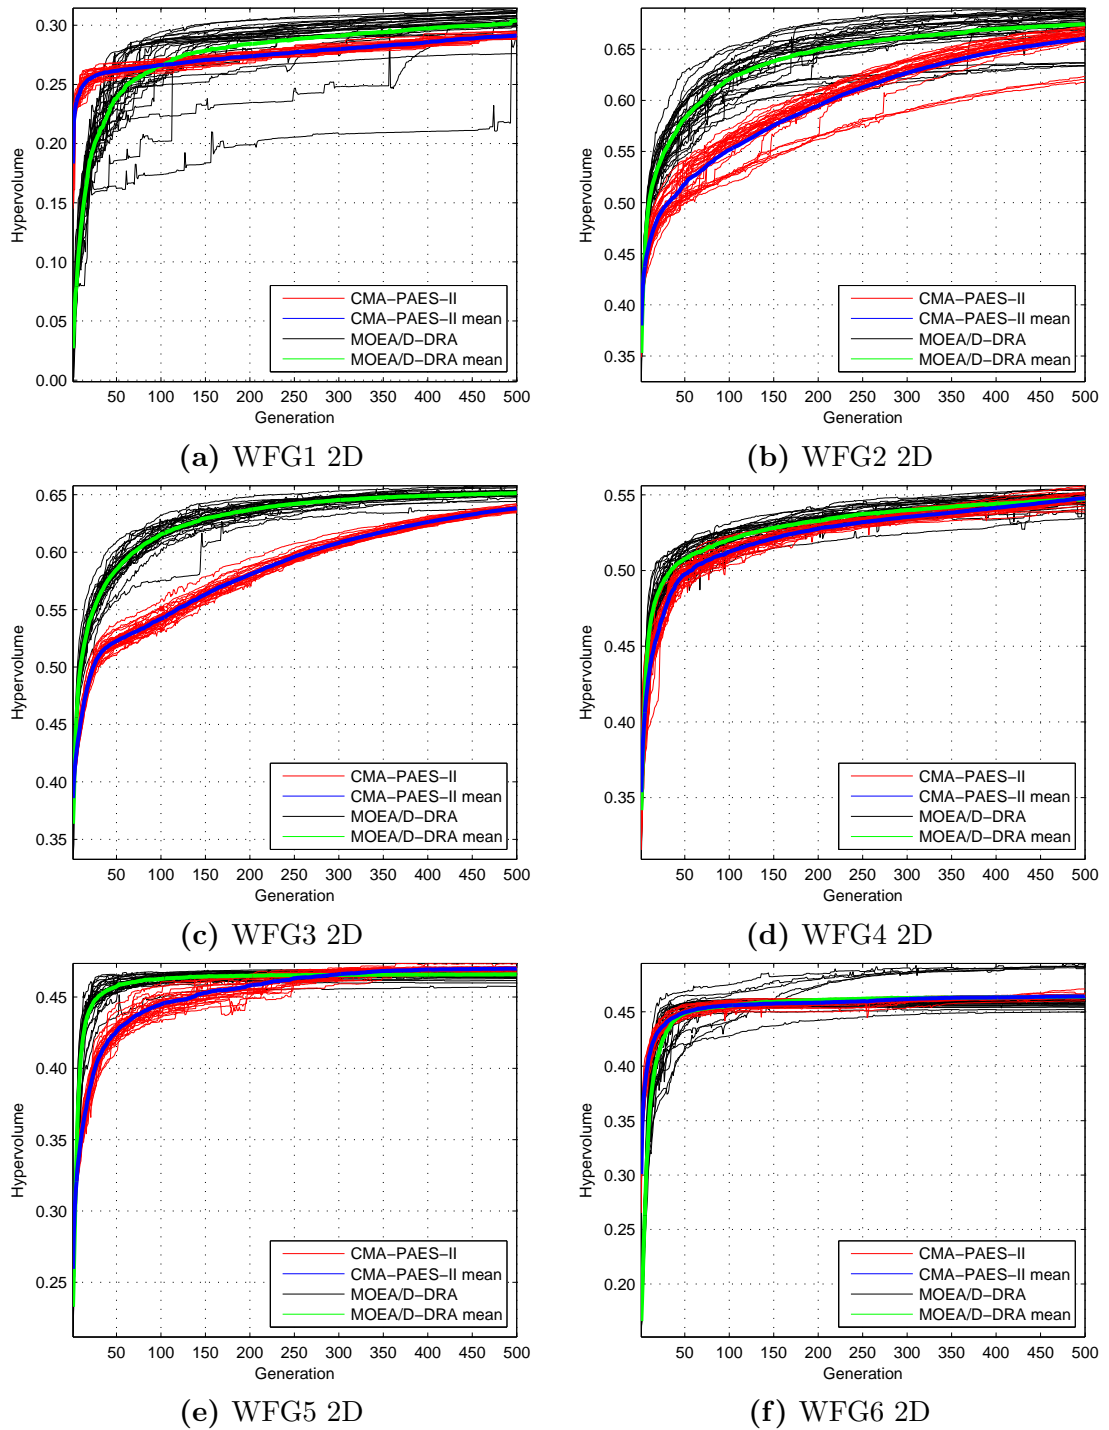 0.30
0.25
0.20
0.15
0.10
0.05
0.00
Hypervolume
50 100 150 200 250 300 350 400 450 500
Generation
CMA−PAES−II
CMA−PAES−II mean
MOEA/D−DRA
MOEA/D−DRA mean
(a) WFG1 2D
0.65
0.60
0.55
0.50
0.45
0.40
0.35
Hypervolume
50 100 150 200 250 300 350 400 450 500
Generation
CMA−PAES−II
CMA−PAES−II mean
MOEA/D−DRA
MOEA/D−DRA mean
(b) WFG2 2D
0.65
0.60
0.55
0.50
0.45
0.40
0.35
Hypervolume
50 100 150 200 250 300 350 400 450 500
Generation
CMA−PAES−II
CMA−PAES−II mean
MOEA/D−DRA
MOEA/D−DRA mean
(c) WFG3 2D
0.55
0.50
0.45
0.40
0.35
Hypervolume
50 100 150 200 250 300 350 400 450 500
Generation
CMA−PAES−II
CMA−PAES−II mean
MOEA/D−DRA
MOEA/D−DRA mean
(d) WFG4 2D
0.45
0.40
0.35
0.30
0.25
Hypervolume
50 100 150 200 250 300 350 400 450 500
Generation
CMA−PAES−II
CMA−PAES−II mean
MOEA/D−DRA
MOEA/D−DRA mean
(e) WFG5 2D
0.45
0.40
0.35
0.30
0.25
0.20
Hypervolume
50 100 150 200 250 300 350 400 450 500
Generation
CMA−PAES−II
CMA−PAES−II mean
MOEA/D−DRA
MOEA/D−DRA mean
(f) WFG6 2D